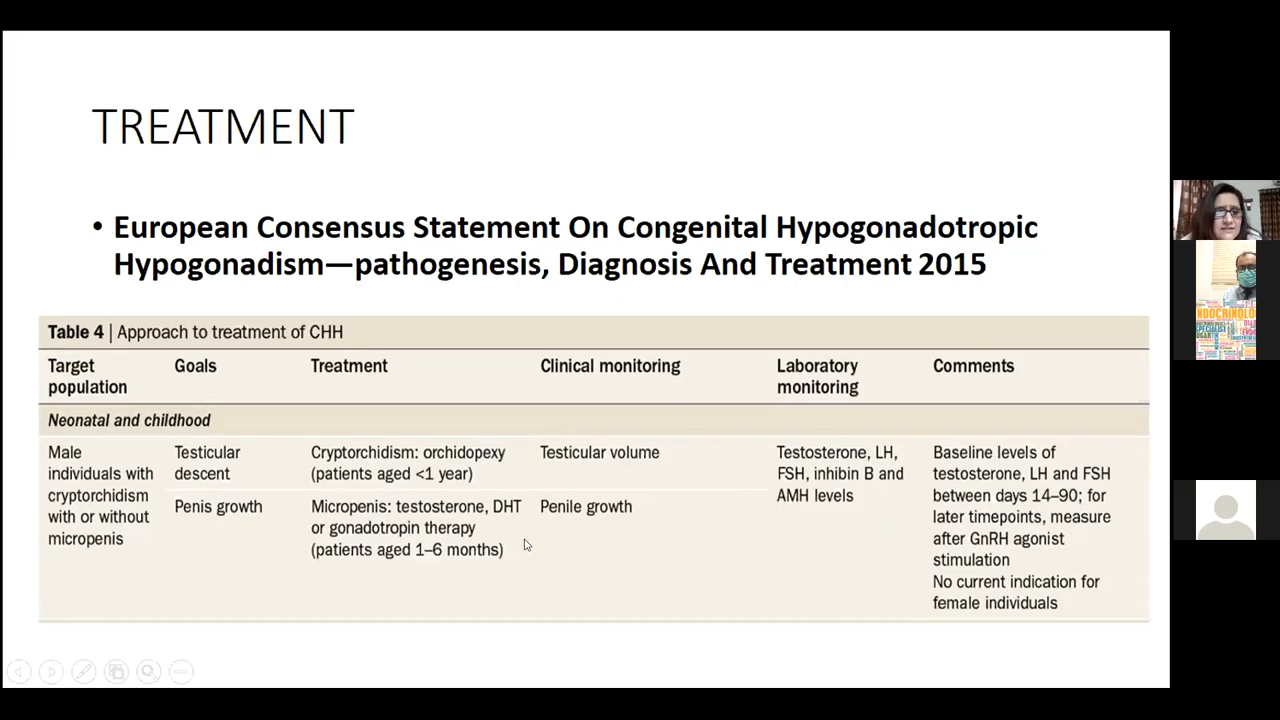 TREATMENT
• European Consensus Statement On Congenital Hypogonadotropic
Hypogonadism—pathogenesis, Diagnosis And Treatment 2015
Table 4 | Approach to treatment of CHH
Target population
Goals
Treatment
Clinical monitoring
Laboratory monitoring
Comments
Neonatal and childhood
Male
individuals with
cryptorchidism
with or without
micropenis
Testicular
descent
Cryptorchidism: orchidopexy
(patients aged <1 year)
Testicular volume
Penis growth
Micropenis: testosterone, DHT
or gonadotropin therapy
(patients aged 1–6 months)
Penile growth
Testosterone, LH,
FSH, inhibin B and
AMH levels
Baseline levels of
testosterone, LH and FSH
between days 14–90; for
later timepoints, measure
after GnRH agonist
stimulation
No current indication for
female individuals